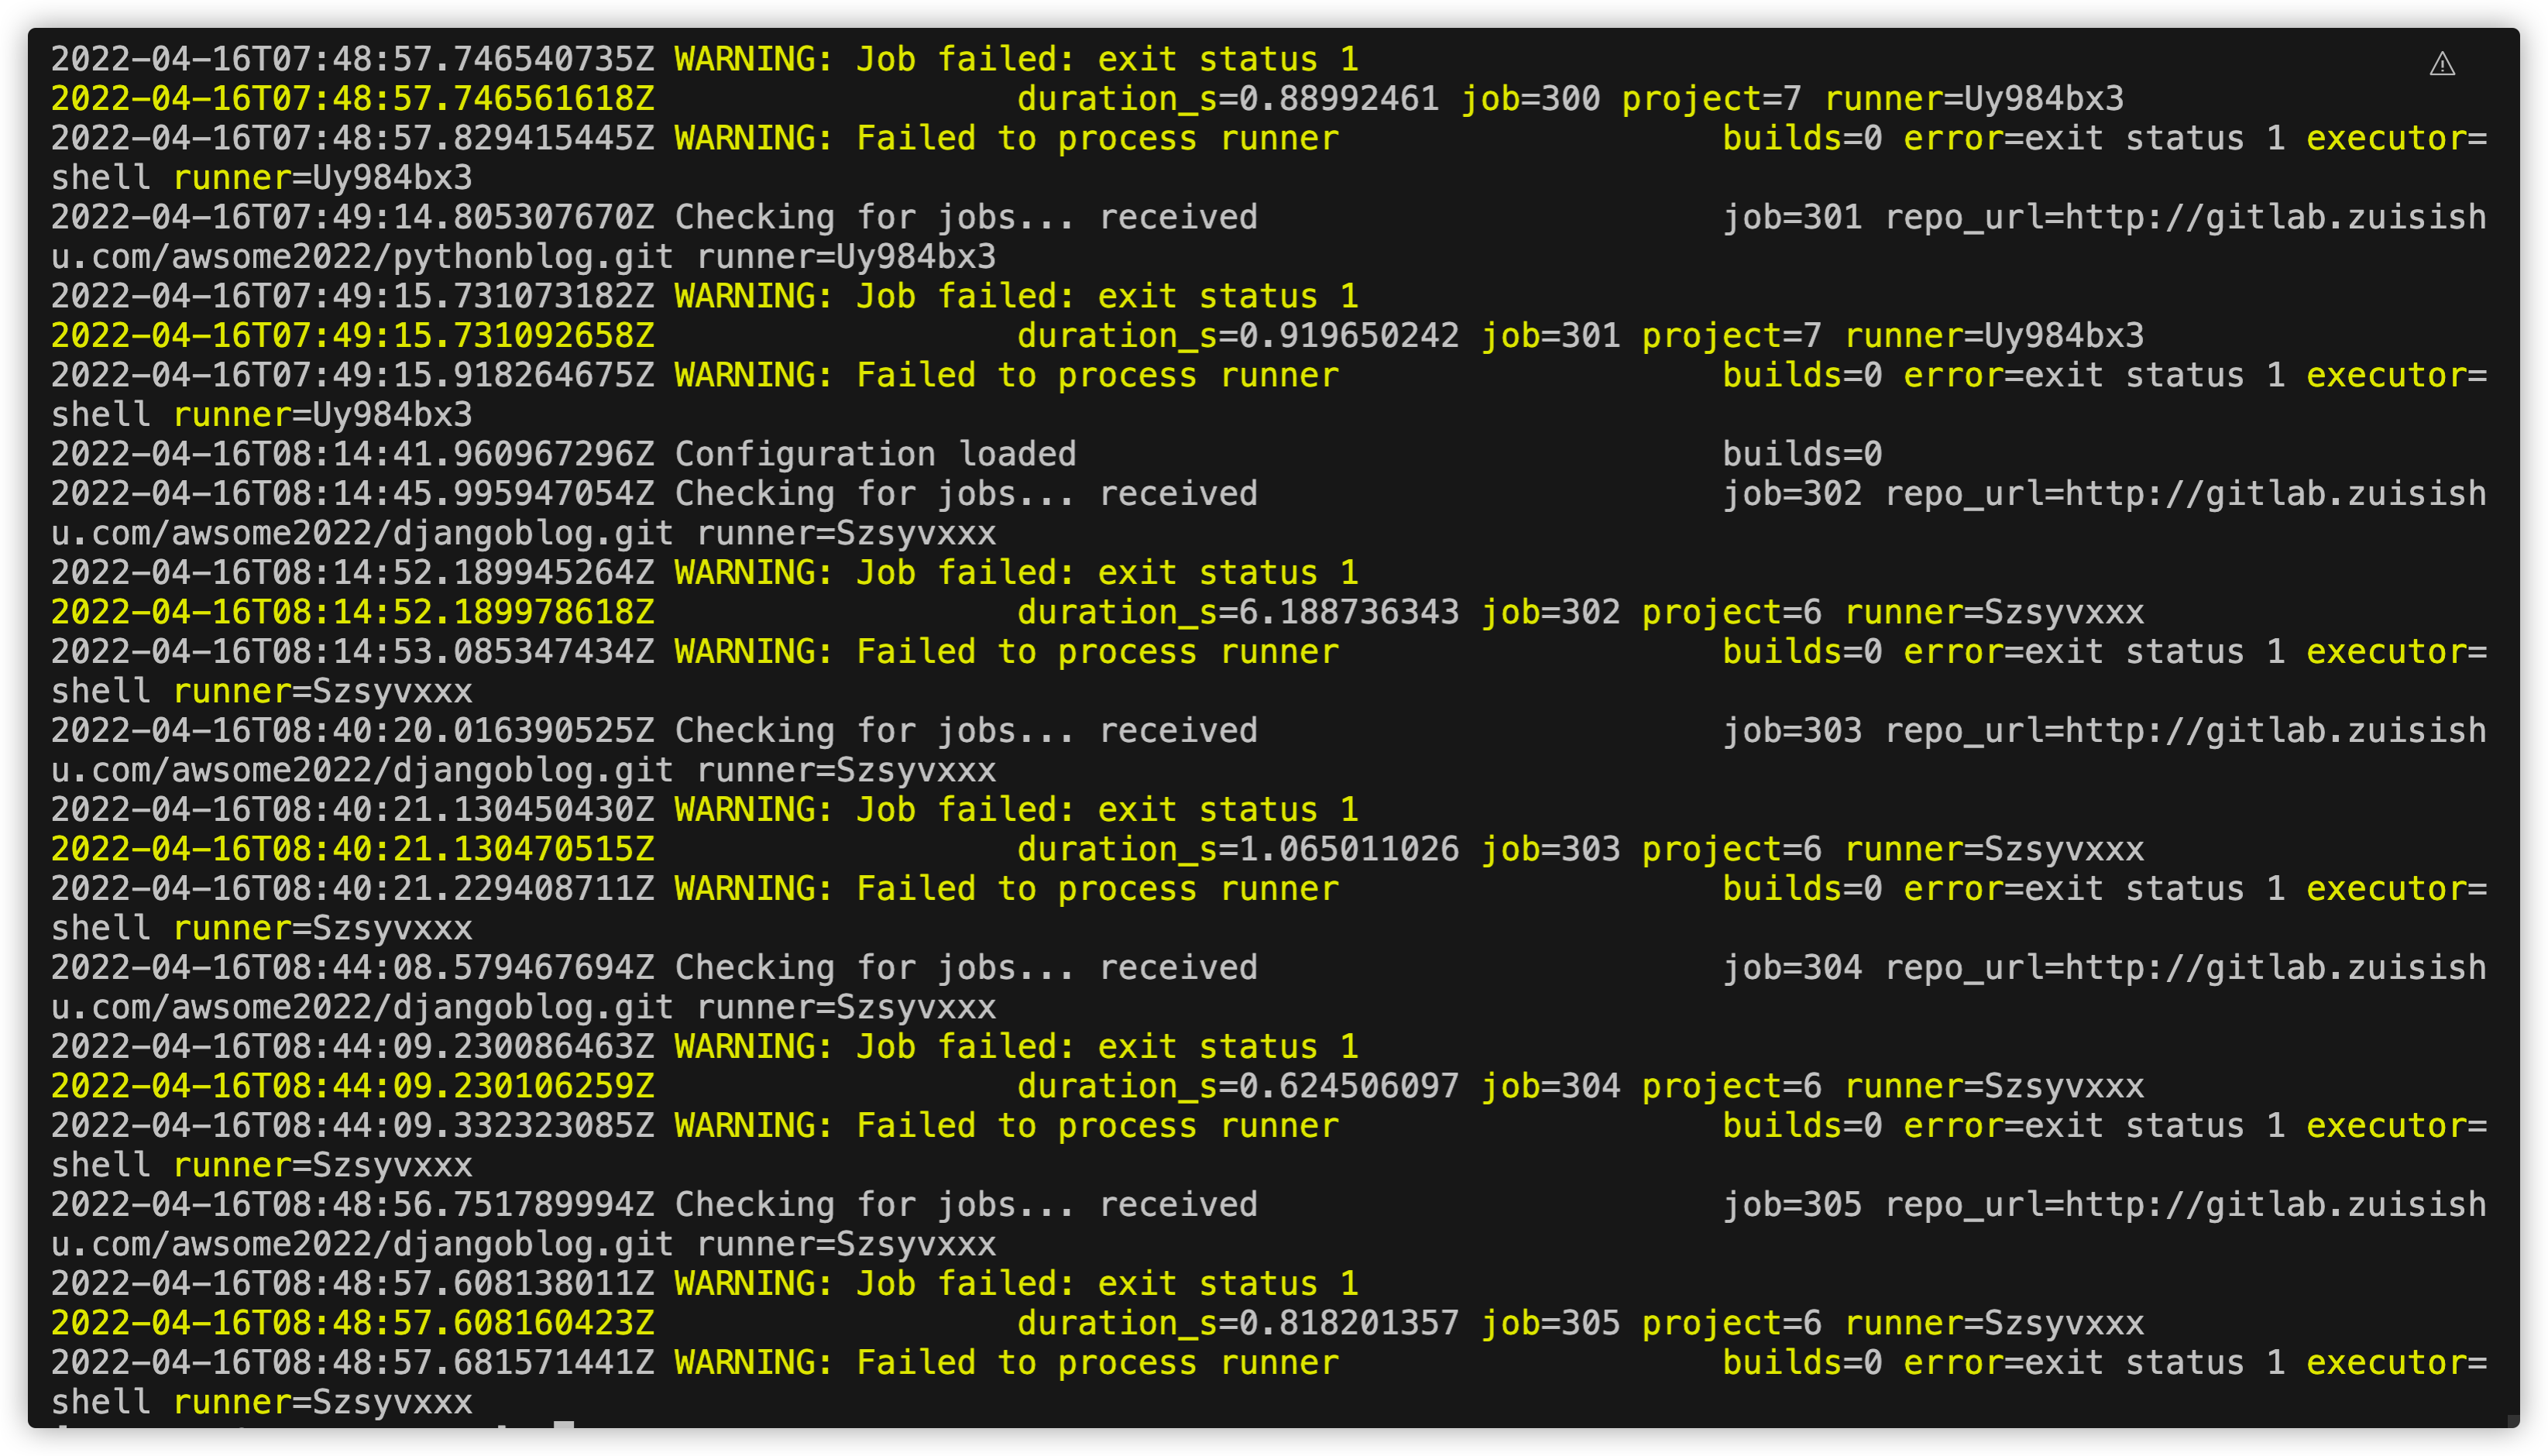 2022-04-16T07:48:57.746540735Z WARNING: Job failed: exit status 1
2022-04-16T07:48:57.746561618Z duration_s=0.88992461 job=300 project=7 runner=Uy984bx3
2022-04-16T07:48:57.829415445Z WARNING: Failed to process runner builds=0 error=exit status 1 executor=
shell runner=Uy984bx3
2022-04-16T07:49:14.805307670Z Checking for jobs... received job=301 repo_url=http://gitlab.zuisish
u.com/awsome2022/pythonblog.git runner=Uy984bx3
2022-04-16T07:49:15.731073182Z WARNING: Job failed: exit status 1
2022-04-16T07:49:15.731092658Z duration_s=0.919650242 job=301 project=7 runner=Uy984bx3
2022-04-16T07:49:15.918264675Z WARNING: Failed to process runner builds=0 error=exit status 1 executor=
shell runner=Uy984bx3
2022-04-16T08:14:41.960967296Z Configuration loaded builds=0
2022-04-16T08:14:45.995947054Z Checking for jobs... received job=302 repo_url=http://gitlab.zuisish
u.com/awsome2022/djangoblog.git runner=Szsyvxxx
2022-04-16T08:14:52.189945264Z WARNING: Job failed: exit status 1
2022-04-16T08:14:52.189978618Z duration_s=6.188736343 job=302 project=6 runner=Szsyvxxx
2022-04-16T08:14:53.085347434Z WARNING: Failed to process runner builds=0 error=exit status 1 executor=
shell runner=Szsyvxxx
2022-04-16T08:40:20.016390525Z Checking for jobs... received job=303 repo_url=http://gitlab.zuisish
u.com/awsome2022/djangoblog.git runner=Szsyvxxx
2022-04-16T08:40:21.130450430Z WARNING: Job failed: exit status 1
2022-04-16T08:40:21.130470515Z duration_s=1.065011026 job=303 project=6 runner=Szsyvxxx
2022-04-16T08:40:21.229408711Z WARNING: Failed to process runner builds=0 error=exit status 1 executor=
shell runner=Szsyvxxx
2022-04-16T08:44:08.579467694Z Checking for jobs... received job=304 repo_url=http://gitlab.zuisish
u.com/awsome2022/djangoblog.git runner=Szsyvxxx
2022-04-16T08:44:09.230086463Z WARNING: Job failed: exit status 1
2022-04-16T08:44:09.230106259Z duration_s=0.624506097 job=304 project=6 runner=Szsyvxxx
2022-04-16T08:44:09.332323085Z WARNING: Failed to process runner builds=0 error=exit status 1 executor=
shell runner=Szsyvxxx
2022-04-16T08:48:56.751789994Z Checking for jobs... received job=305 repo_url=http://gitlab.zuisish
u.com/awsome2022/djangoblog.git runner=Szsyvxxx
2022-04-16T08:48:57.608138011Z WARNING: Job failed: exit status 1
2022-04-16T08:48:57.608160423Z duration_s=0.818201357 job=305 project=6 runner=Szsyvxxx
2022-04-16T08:48:57.681571441Z WARNING: Failed to process runner builds=0 error=exit status 1 executor=
shell runner=Szsyvxxx